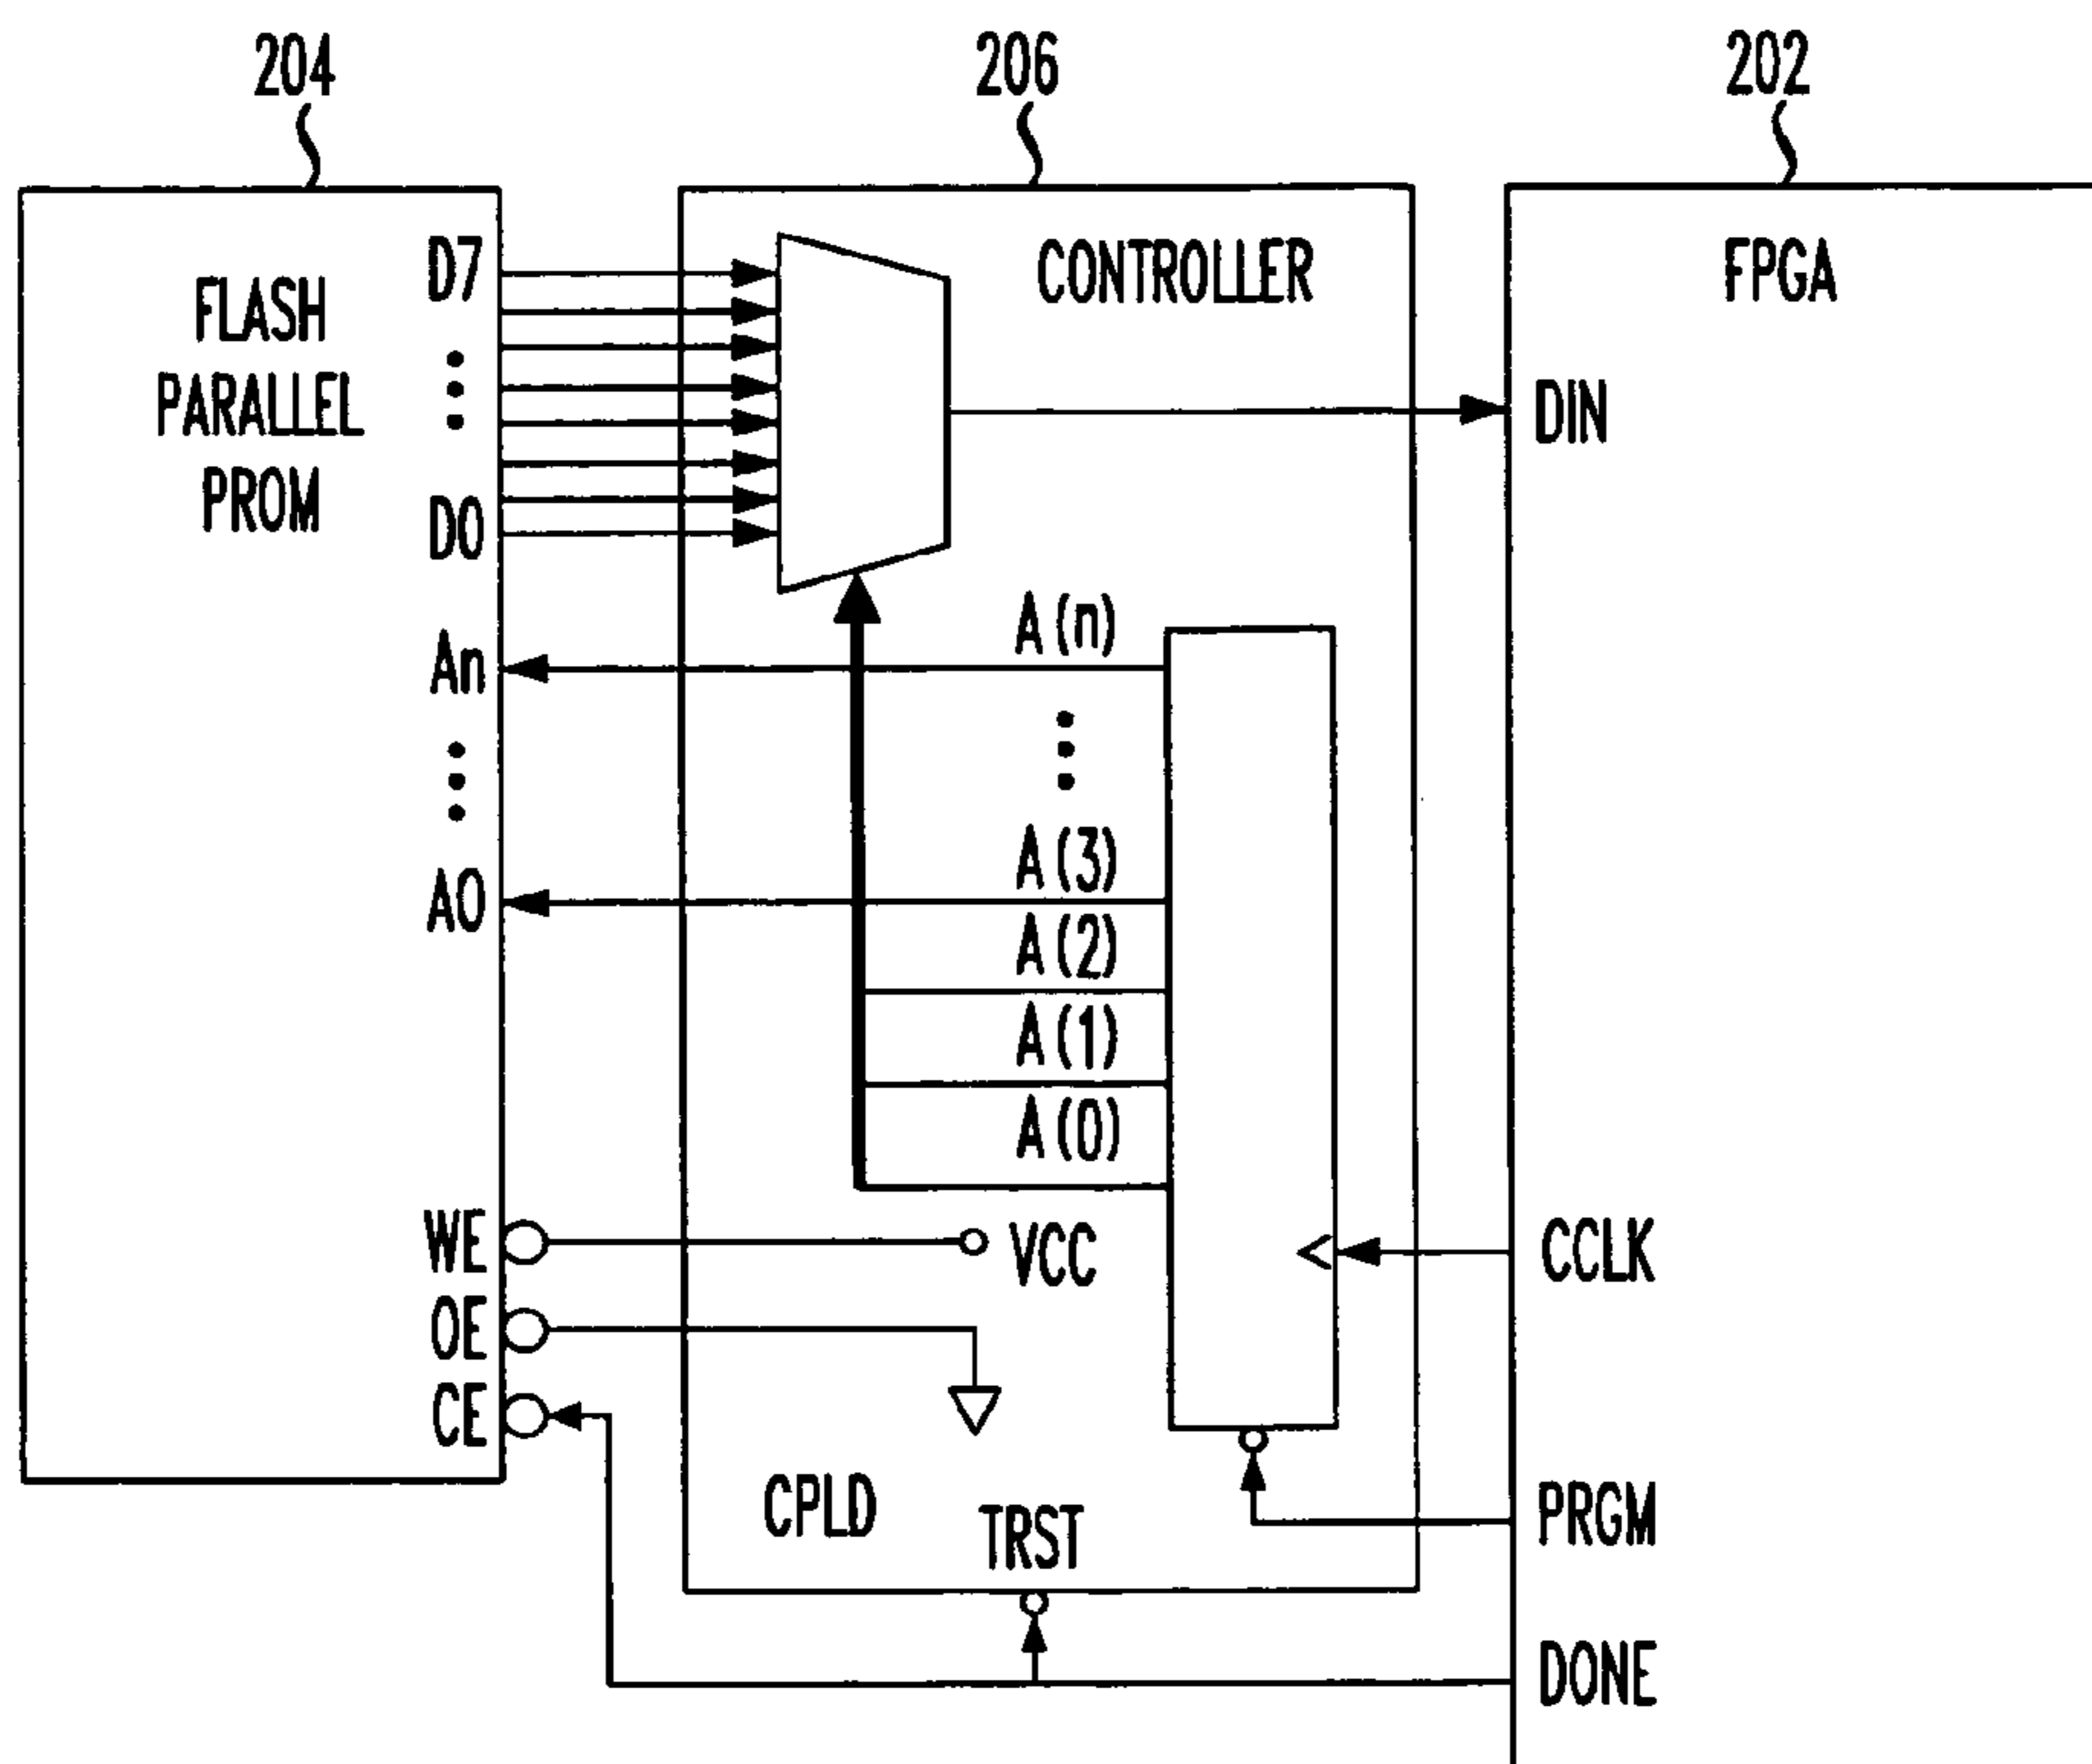 204
206
202
FLASH
PARALLEL
PROM
D7
D0
An
A0
WE
OE
CE
CONTROLLER
A(n)
A(3)
A(2)
A(1)
A(0)
VCC
CPLD
TRST
FPGA
DIN
CCLK
PRGM
DONE